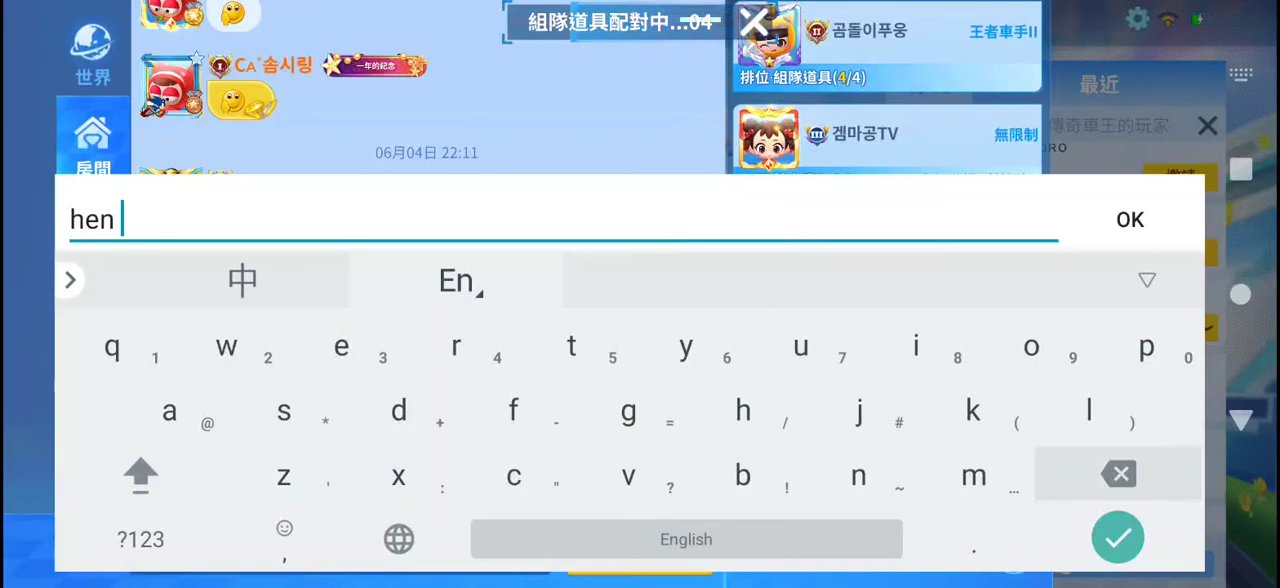 組隊道具配對中...04
世界
CA°솜시링
一年的紀念
곰돌이푸웅
王者車手II
排位·組隊道具(4/4)
最近
傳奇車王的玩家
겜마공TV
無限制
06月04日 22:11
房間
hen
OK
中
En
q 1 w 2 e 3 r 4 t 5 y 6 u 7 i 8 o 9 p 0
a @ s * d + f - g = h / j # k ( l )
z ' x : c " v ? b ! n ~ m …
?123 , English .